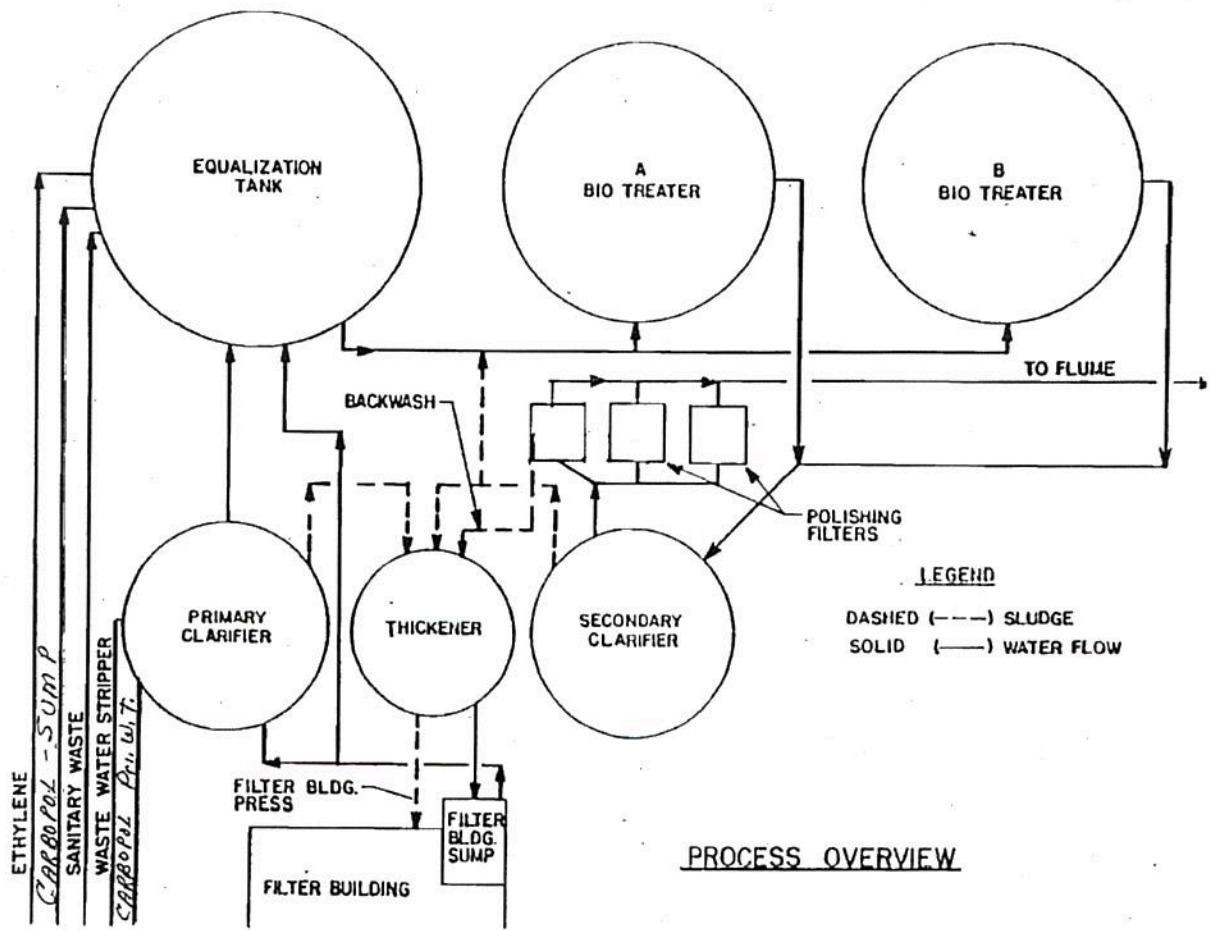 EQUALIZATION
TANK
A
BIO TREATER
B
BIO TREATER
TO FLUME
BACKWASH
POLISHING
FILTERS
PRIMARY
CLARIFIER
THICKENER
SECONDARY
CLARIFIER
LEGEND
DASHED (---) SLUDGE
SOLID (——) WATER FLOW
ETHYLENE
CARBOPOL - SUMP
SANITARY WASTE
WASTE WATER STRIPPER
CARBOPOL Pri. W.T.
FILTER BLDG.
PRESS
FILTER
BLDG.
SUMP
FILTER BUILDING
PROCESS OVERVIEW